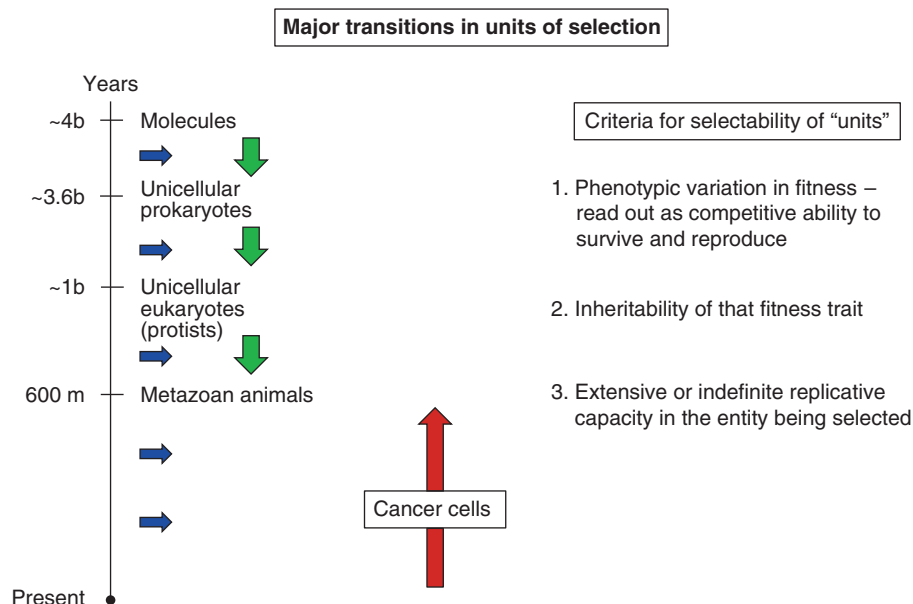 Major transitions in units of selection
Years
~4b
Molecules
~3.6b
Unicellular
prokaryotes
~1b
Unicellular
eukaryotes
(protists)
600 m
Metazoan animals
Cancer cells
Present
Criteria for selectability of “units”
1. Phenotypic variation in fitness –
read out as competitive ability to
survive and reproduce
2. Inheritability of that fitness trait
3. Extensive or indefinite replicative
capacity in the entity being selected